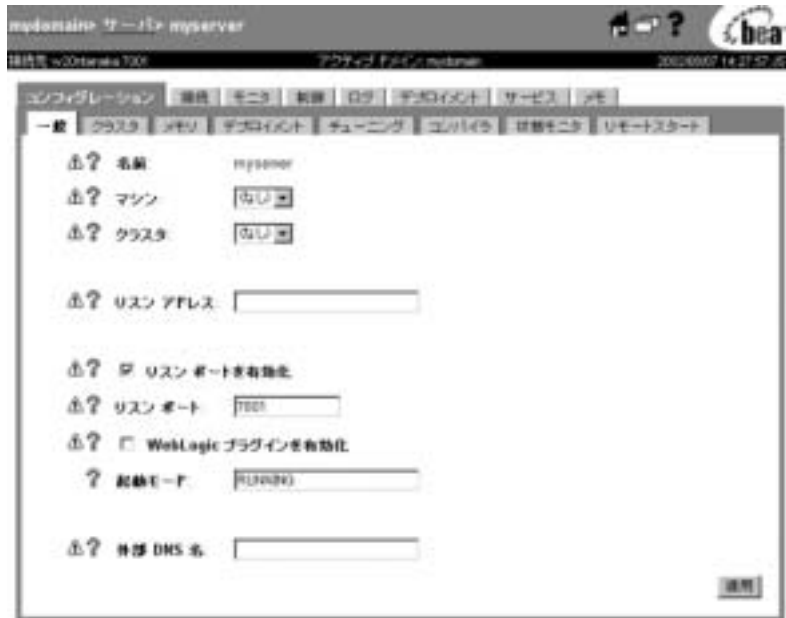 mydomain> サーバ> myserver
bea
アクティブ ドメイン: mydomain
コンフィグレーション 接続 モニタ 制御 ログ デプロイメント サービス メモ
一般 クラスタ メモリ デプロイメント チューニング コンパイラ 状態モニタ リモートスタート
名前: myserver
マシン: (なし)
クラスタ: (なし)
リスン アドレス:
リスン ポートを有効化
リスン ポート: 7001
WebLogic プラグインを有効化
起動モード: RUNNING
外部 DNS 名:
適用